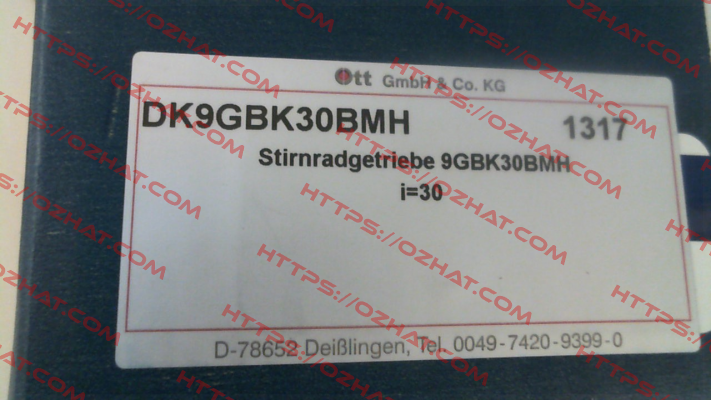 Ott GmbH & Co. KG
DK9GBK30BMH 1317
Stirnradgetriebe 9GBK30BMH
i=30
D-78652 Deißlingen, Tel. 0049-7420-9399-0
HTTPS://OZHAT.COM